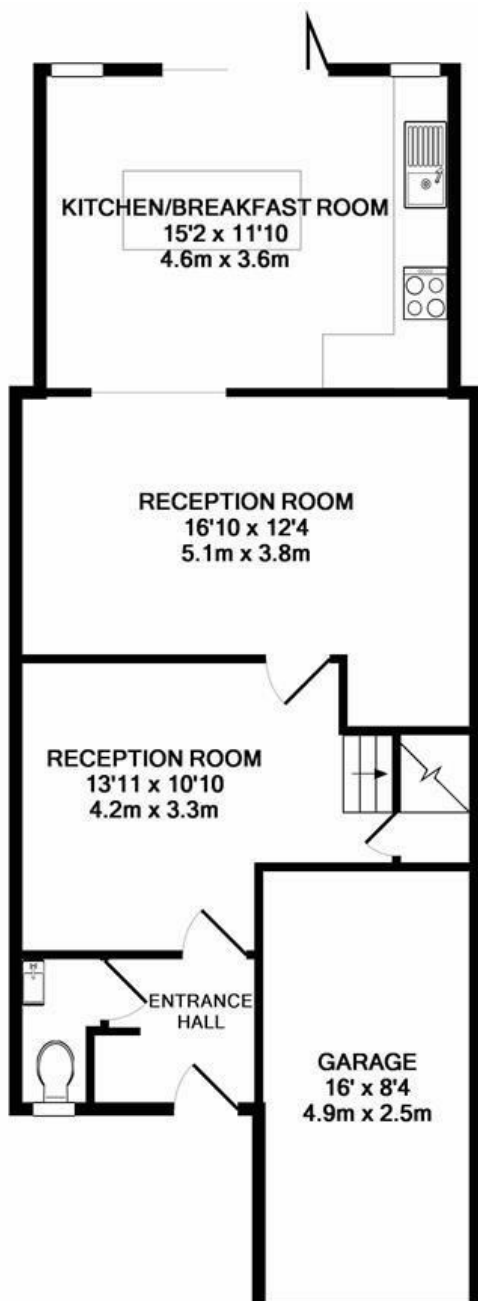 KITCHEN/BREAKFAST ROOM
15'2 x 11'10
4.6m x 3.6m
RECEPTION ROOM
16'10 x 12'4
5.1m x 3.8m
RECEPTION ROOM
13'11 x 10'10
4.2m x 3.3m
ENTRANCE
HALL
GARAGE
16' x 8'4
4.9m x 2.5m